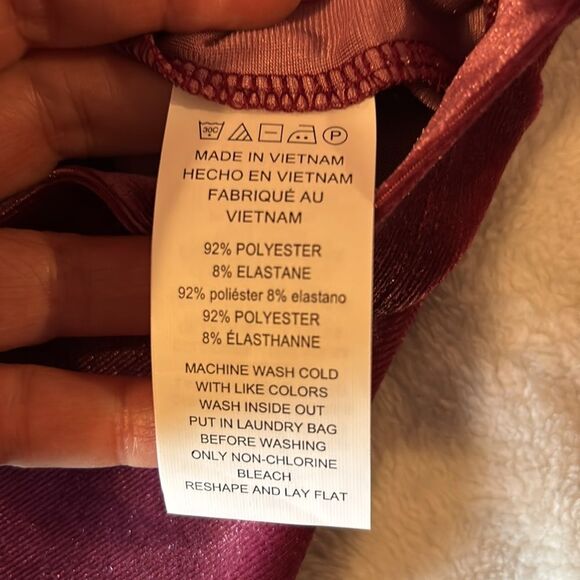 30C P
MADE IN VIETNAM
HECHO EN VIETNAM
FABRIQUÉ AU
VIETNAM
92% POLYESTER
8% ELASTANE
92% poliéster 8% elastano
92% POLYESTER
8% ÉLASTHANNE
MACHINE WASH COLD
WITH LIKE COLORS
WASH INSIDE OUT
PUT IN LAUNDRY BAG
BEFORE WASHING
ONLY NON-CHLORINE
BLEACH
RESHAPE AND LAY FLAT